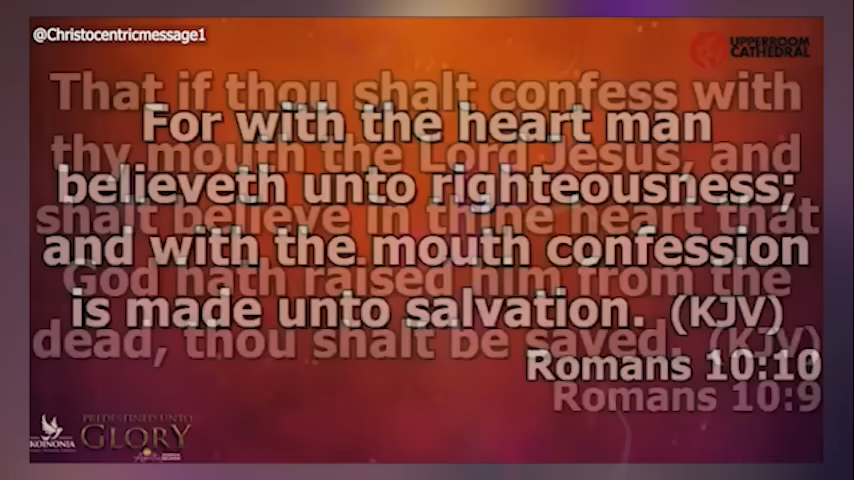 @Christocentricmessage1
UPPERROOM
CATHEDRAL
That if thou shalt confess with
thy mouth the Lord Jesus, and
shalt believe in thine heart that
God hath raised him from the
dead, thou shalt be saved. (KJV)
Romans 10:9
For with the heart man
believeth unto righteousness;
and with the mouth confession
is made unto salvation. (KJV)
Romans 10:10
KOINONIA
PREDESTINED UNTO
GLORY